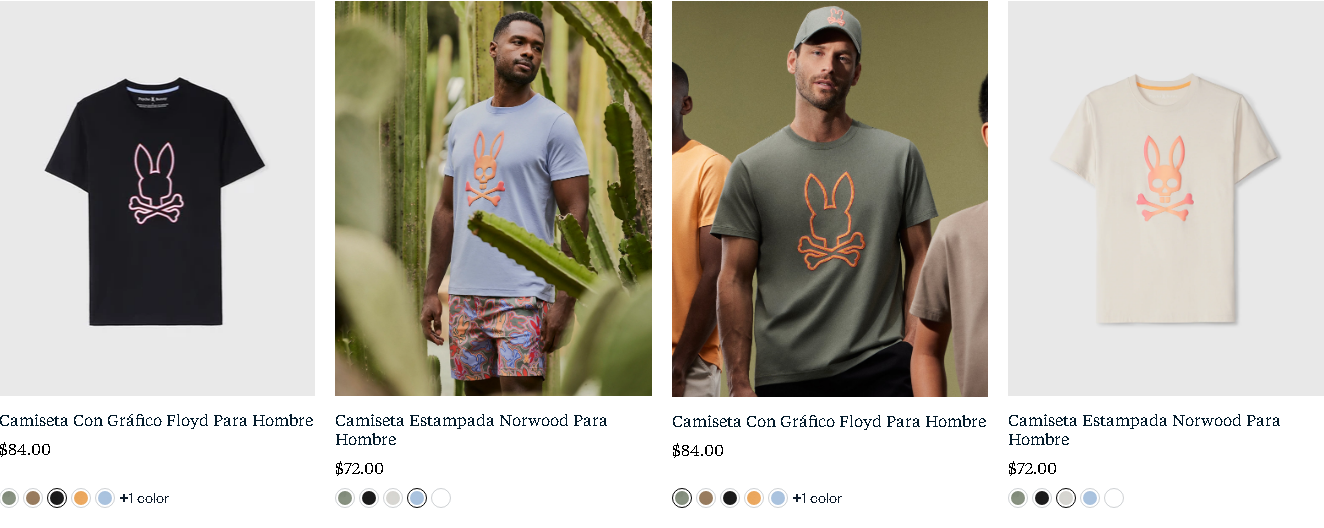 Camiseta Con Gráfico Floyd Para Hombre
$84.00
+1 color
Camiseta Estampada Norwood Para
Hombre
$72.00
Camiseta Con Gráfico Floyd Para Hombre
$84.00
+1 color
Camiseta Estampada Norwood Para
Hombre
$72.00